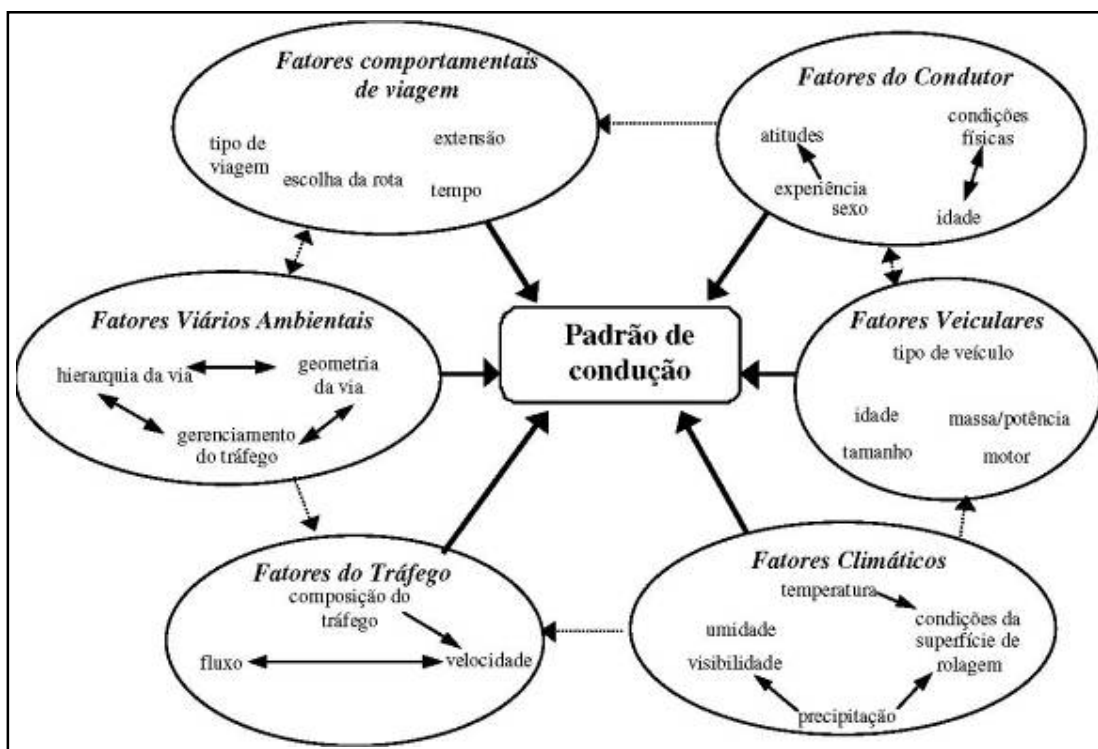 Fatores comportamentais
de viagem
tipo de
viagem
escolha da rota
extensão
tempo
Fatores do Condutor
atitudes
condições
físicas
experiência
sexo
idade
Fatores Viários Ambientais
hierarquia da via
geometria
da via
gerenciamento
do tráfego
Padrão de
condução
Fatores Veiculares
tipo de veículo
idade
massa/potência
tamanho
motor
Fatores do Tráfego
composição do
tráfego
fluxo
velocidade
Fatores Climáticos
temperatura
umidade
condições da
superfície de
rolagem
visibilidade
precipitação